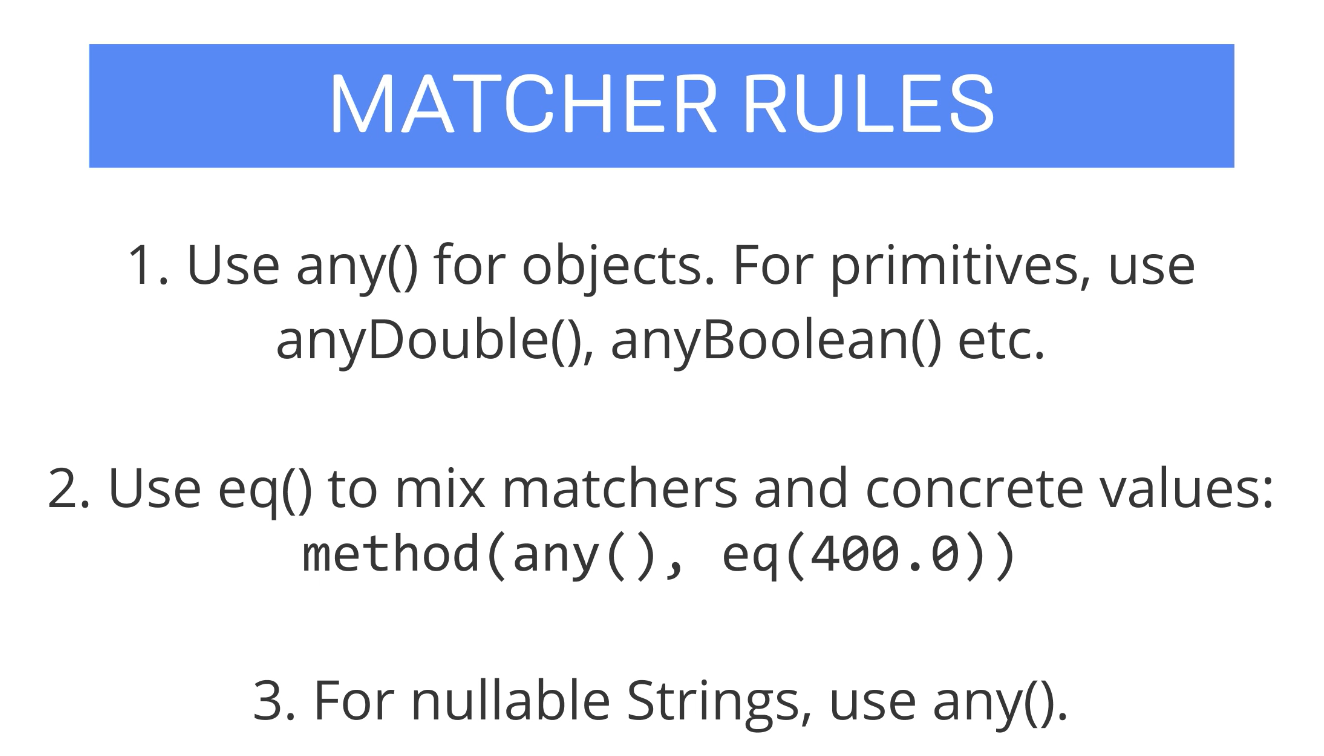 MATCHER RULES
1. Use any() for objects. For primitives, use
anyDouble(), anyBoolean() etc.
2. Use eq() to mix matchers and concrete values:
method(any(), eq(400.0))
3. For nullable Strings, use any().